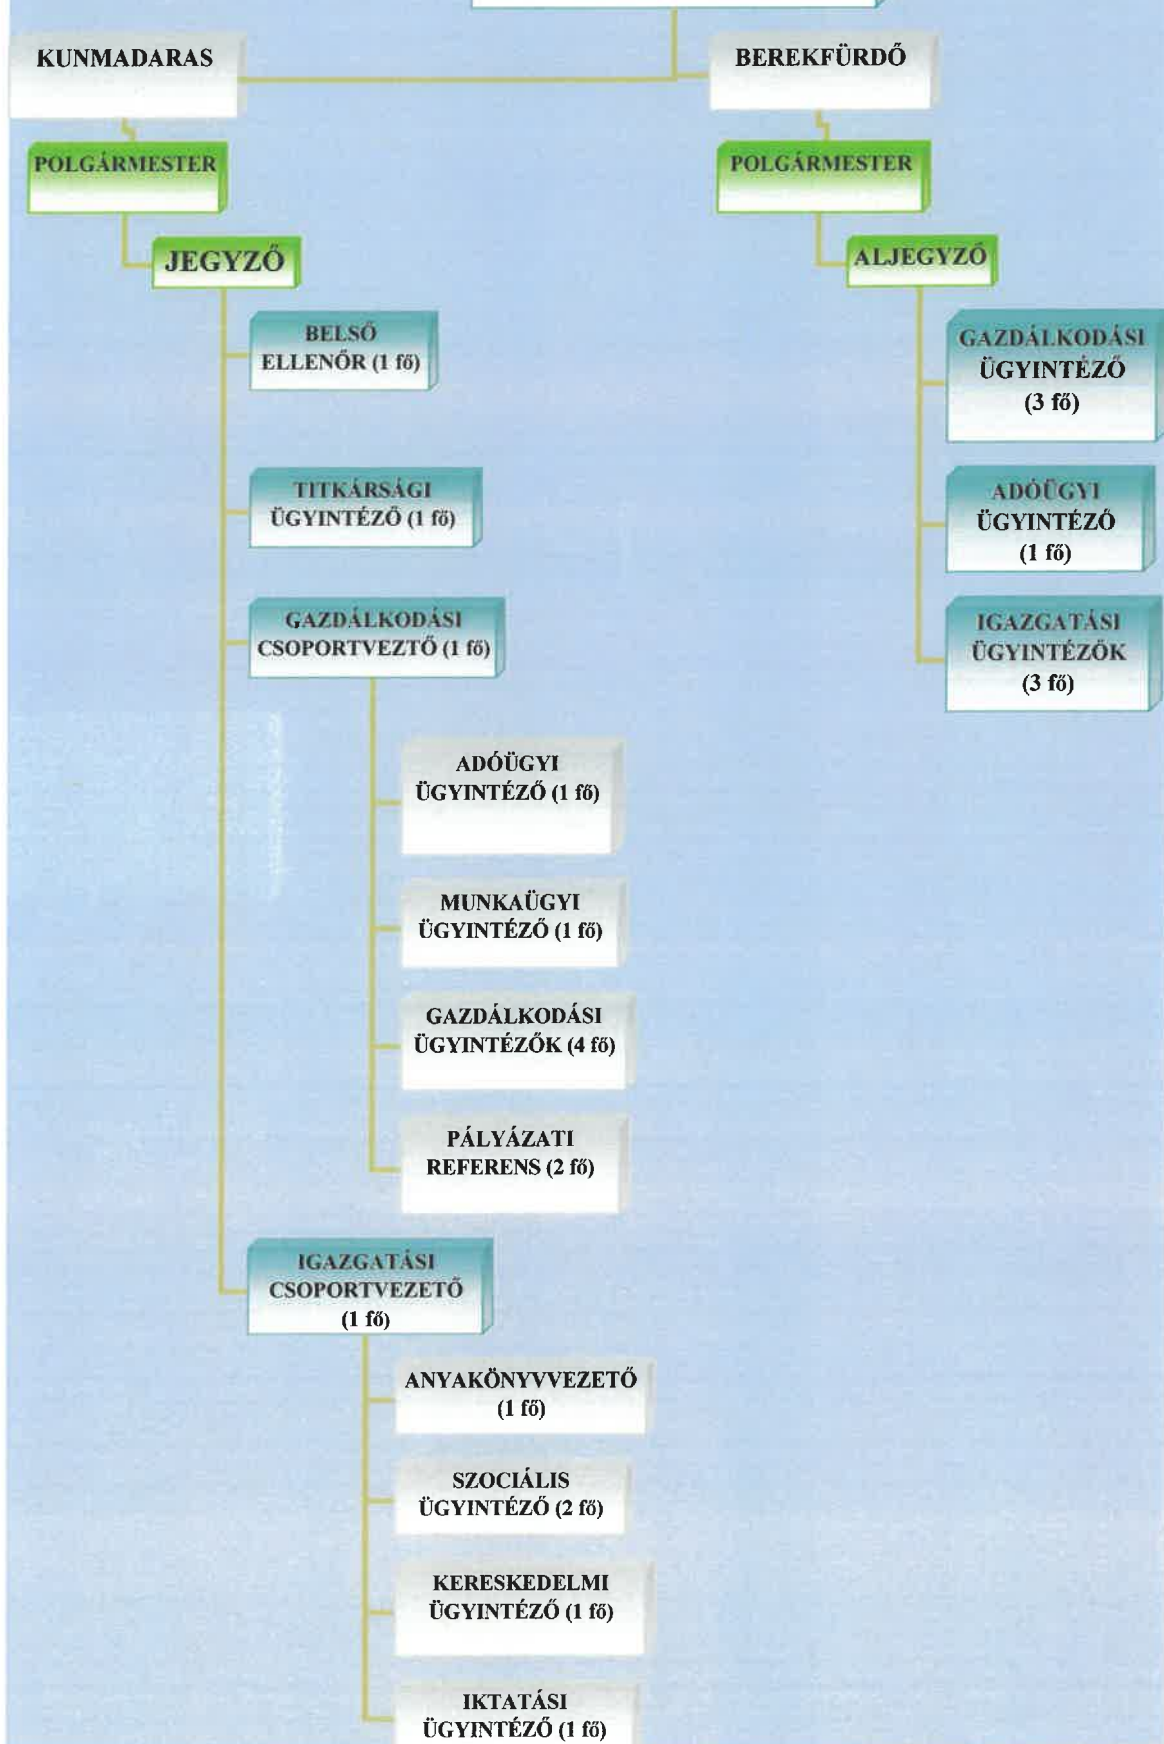 KUNMADARAS
POLGÁRMESTER
JEGYZŐ
BELSŐ
ELLENŐR (1 fő)
TITKÁRSÁGI
ÜGYINTÉZŐ (1 fő)
GAZDÁLKODÁSI
CSOPORTVEZTŐ (1 fő)
ADÓÜGYI
ÜGYINTÉZŐ (1 fő)
MUNKAÜGYI
ÜGYINTÉZŐ (1 fő)
GAZDÁLKODÁSI
ÜGYINTÉZŐK (4 fő)
PÁLYÁZATI
REFERENS (2 fő)
IGAZGATÁSI
CSOPORTVEZETŐ
(1 fő)
ANYAKÖNYVVEZETŐ
(1 fő)
SZOCIÁLIS
ÜGYINTÉZŐ (2 fő)
KERESKEDELMI
ÜGYINTÉZŐ (1 fő)
IKTATÁSI
ÜGYINTÉZŐ (1 fő)
BEREKFÜRDŐ
POLGÁRMESTER
ALJEGYZŐ
GAZDÁLKODÁSI
ÜGYINTÉZŐ
(3 fő)
ADÓÜGYI
ÜGYINTÉZŐ
(1 fő)
IGAZGATÁSI
ÜGYINTÉZŐK
(3 fő)